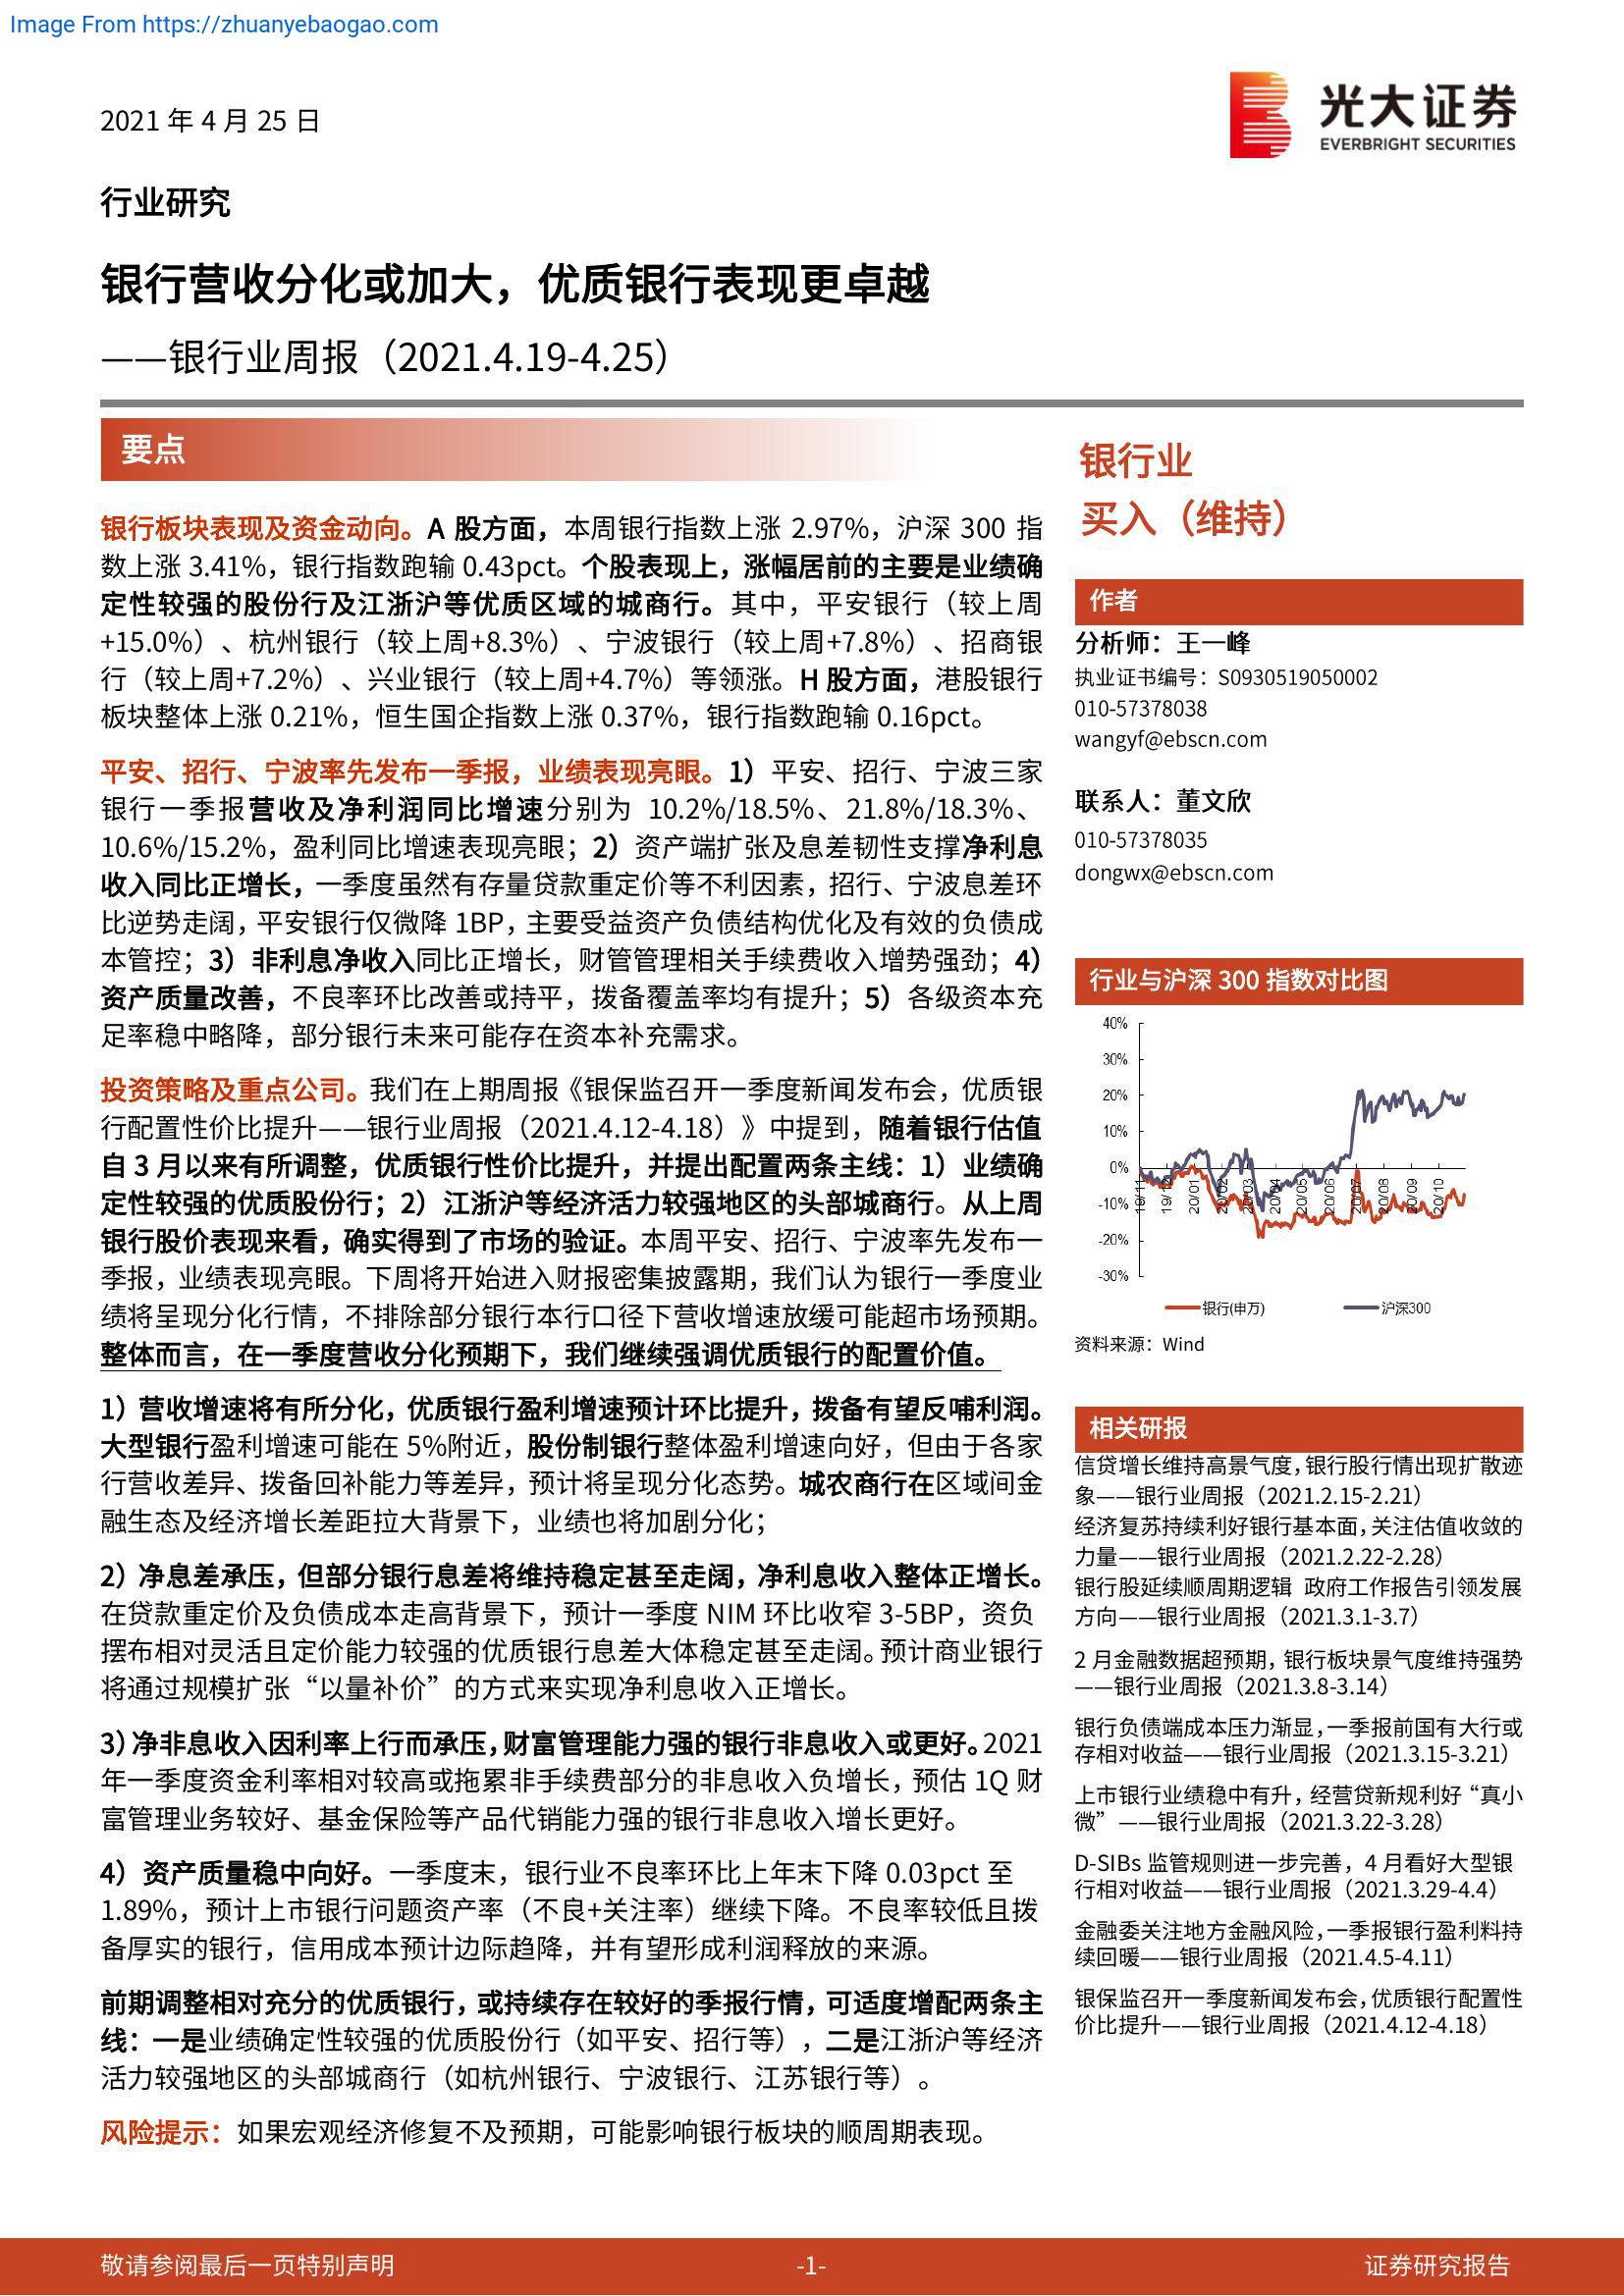 Image From https://zhuanyebaogao.com
2021 年 4 月 25 日
光大证券
EVERBRIGHT SECURITIES
行业研究
银行营收分化或加大，优质银行表现更卓越
——银行业周报（2021.4.19-4.25）
要点
银行板块表现及资金动向。A 股方面，本周银行指数上涨 2.97%，沪深 300 指
数上涨 3.41%，银行指数跑输 0.43pct。个股表现上，涨幅居前的主要是业绩确
定性较强的股份行及江浙沪等优质区域的城商行。其中，平安银行（较上周
+15.0%）、杭州银行（较上周+8.3%）、宁波银行（较上周+7.8%）、招商银
行（较上周+7.2%）、兴业银行（较上周+4.7%）等领涨。H 股方面，港股银行
板块整体上涨 0.21%，恒生国企指数上涨 0.37%，银行指数跑输 0.16pct。
平安、招行、宁波率先发布一季报，业绩表现亮眼。1）平安、招行、宁波三家
银行一季报营收及净利润同比增速分别为 10.2%/18.5%、21.8%/18.3%、
10.6%/15.2%，盈利同比增速表现亮眼；2）资产端扩张及息差韧性支撑净利息
收入同比正增长，一季度虽然有存量贷款重定价等不利因素，招行、宁波息差环
比逆势走阔，平安银行仅微降 1BP，主要受益资产负债结构优化及有效的负债成
本管控；3）非利息净收入同比正增长，财管管理相关手续费收入增势强劲；4）
资产质量改善，不良率环比改善或持平，拨备覆盖率均有提升；5）各级资本充
足率稳中略降，部分银行未来可能存在资本补充需求。
投资策略及重点公司。我们在上期周报《银保监召开一季度新闻发布会，优质银
行配置性价比提升——银行业周报（2021.4.12-4.18）》中提到，随着银行估值
自 3 月以来有所调整，优质银行性价比提升，并提出配置两条主线：1）业绩确
定性较强的优质股份行；2）江浙沪等经济活力较强地区的头部城商行。从上周
银行股价表现来看，确实得到了市场的验证。本周平安、招行、宁波率先发布一
季报，业绩表现亮眼。下周将开始进入财报密集披露期，我们认为银行一季度业
绩将呈现分化行情，不排除部分银行本行口径下营收增速放缓可能超市场预期。
整体而言，在一季度营收分化预期下，我们继续强调优质银行的配置价值。
1）营收增速将有所分化，优质银行盈利增速预计环比提升，拨备有望反哺利润。
大型银行盈利增速可能在 5%附近，股份制银行整体盈利增速向好，但由于各家
行营收差异、拨备回补能力等差异，预计将呈现分化态势。城农商行在区域间金
融生态及经济增长差距拉大背景下，业绩也将加剧分化；
2）净息差承压，但部分银行息差将维持稳定甚至走阔，净利息收入整体正增长。
在贷款重定价及负债成本走高背景下，预计一季度 NIM 环比收窄 3-5BP，资负
摆布相对灵活且定价能力较强的优质银行息差大体稳定甚至走阔。预计商业银行
将通过规模扩张“以量补价”的方式来实现净利息收入正增长。
3）净非息收入因利率上行而承压，财富管理能力强的银行非息收入或更好。2021
年一季度资金利率相对较高或拖累非手续费部分的非息收入负增长，预估 1Q 财
富管理业务较好、基金保险等产品代销能力强的银行非息收入增长更好。
4）资产质量稳中向好。一季度末，银行业不良率环比上年末下降 0.03pct 至
1.89%，预计上市银行问题资产率（不良+关注率）继续下降。不良率较低且拨
备厚实的银行，信用成本预计边际趋降，并有望形成利润释放的来源。
前期调整相对充分的优质银行，或持续存在较好的季报行情，可适度增配两条主
线：一是业绩确定性较强的优质股份行（如平安、招行等），二是江浙沪等经济
活力较强地区的头部城商行（如杭州银行、宁波银行、江苏银行等）。
风险提示：如果宏观经济修复不及预期，可能影响银行板块的顺周期表现。
银行业
买入（维持）
作者
分析师：王一峰
执业证书编号：S0930519050002
010-57378038
wangyf@ebscn.com
联系人：董文欣
010-57378035
dongwx@ebscn.com
行业与沪深 300 指数对比图
40%
30%
20%
10%
0%
-10%
-20%
-30%
19/11 19/12 20/01 20/02 20/03 20/04 20/05 20/06 20/07 20/08 20/09 20/10
银行(申万) 沪深300
资料来源：Wind
相关研报
信贷增长维持高景气度，银行股行情出现扩散迹
象——银行业周报（2021.2.15-2.21）
经济复苏持续利好银行基本面，关注估值收敛的
力量——银行业周报（2021.2.22-2.28）
银行股延续顺周期逻辑 政府工作报告引领发展
方向——银行业周报（2021.3.1-3.7）
2 月金融数据超预期，银行板块景气度维持强势
——银行业周报（2021.3.8-3.14）
银行负债端成本压力渐显，一季报前国有大行或
存相对收益——银行业周报（2021.3.15-3.21）
上市银行业绩稳中有升，经营贷新规利好“真小
微”——银行业周报（2021.3.22-3.28）
D-SIBs 监管规则进一步完善，4 月看好大型银
行相对收益——银行业周报（2021.3.29-4.4）
金融委关注地方金融风险，一季报银行盈利料持
续回暖——银行业周报（2021.4.5-4.11）
银保监召开一季度新闻发布会，优质银行配置性
价比提升——银行业周报（2021.4.12-4.18）
敬请参阅最后一页特别声明
-1-
证券研究报告